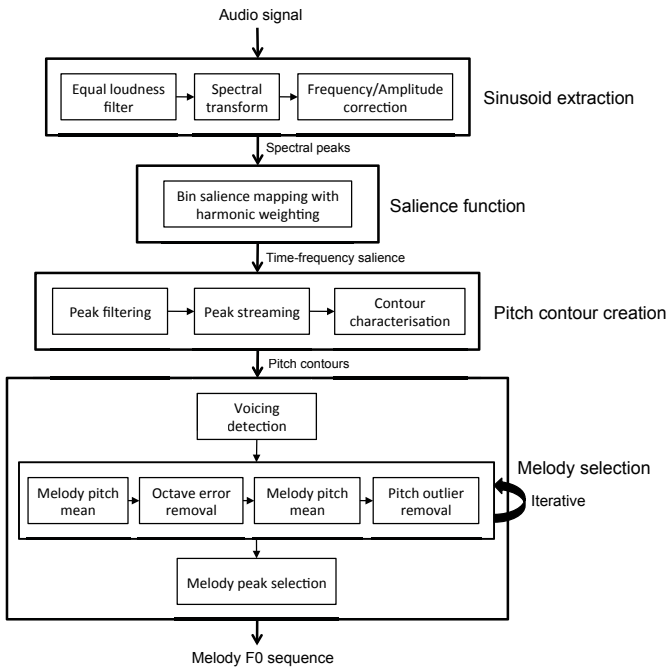 Audio signal
Equal loudness
filter
Spectral
transform
Frequency/Amplitude
correction
Sinusoid extraction
Spectral peaks
Bin salience mapping with
harmonic weighting
Salience function
Time-frequency salience
Peak filtering
Peak streaming
Contour
characterisation
Pitch contour creation
Pitch contours
Voicing
detection
Melody selection
Melody pitch
mean
Octave error
removal
Melody pitch
mean
Pitch outlier
removal
Iterative
Melody peak selection
Melody F0 sequence